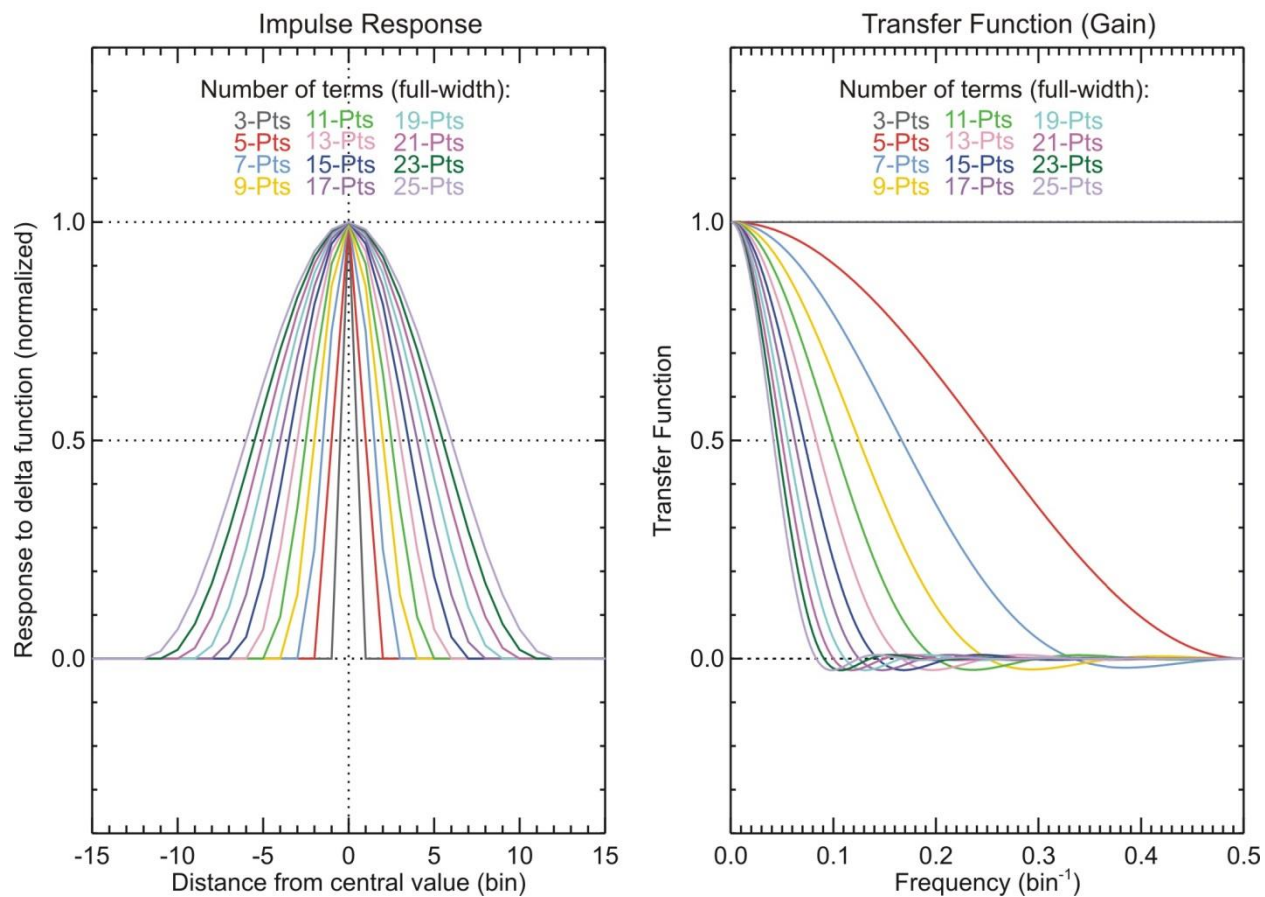 Impulse Response
Number of terms (full-width):
3-Pts 11-Pts 19-Pts
5-Pts 13-Pts 21-Pts
7-Pts 15-Pts 23-Pts
9-Pts 17-Pts 25-Pts
Response to delta function (normalized)
1.0
0.5
0.0
-15 -10 -5 0 5 10 15
Distance from central value (bin)
Transfer Function (Gain)
Number of terms (full-width):
3-Pts 11-Pts 19-Pts
5-Pts 13-Pts 21-Pts
7-Pts 15-Pts 23-Pts
9-Pts 17-Pts 25-Pts
Transfer Function
1.0
0.5
0.0
0.0 0.1 0.2 0.3 0.4 0.5
Frequency (bin⁻¹)